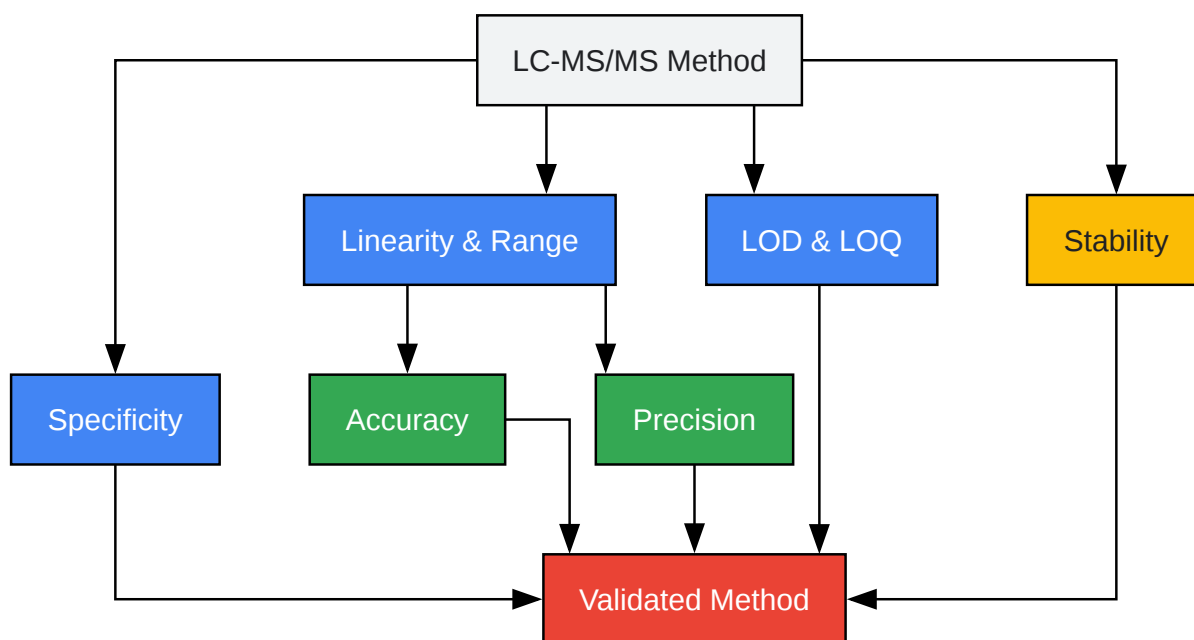 LC-MS/MS Method
Linearity & Range
LOD & LOQ
Stability
Specificity
Accuracy
Precision
Validated Method